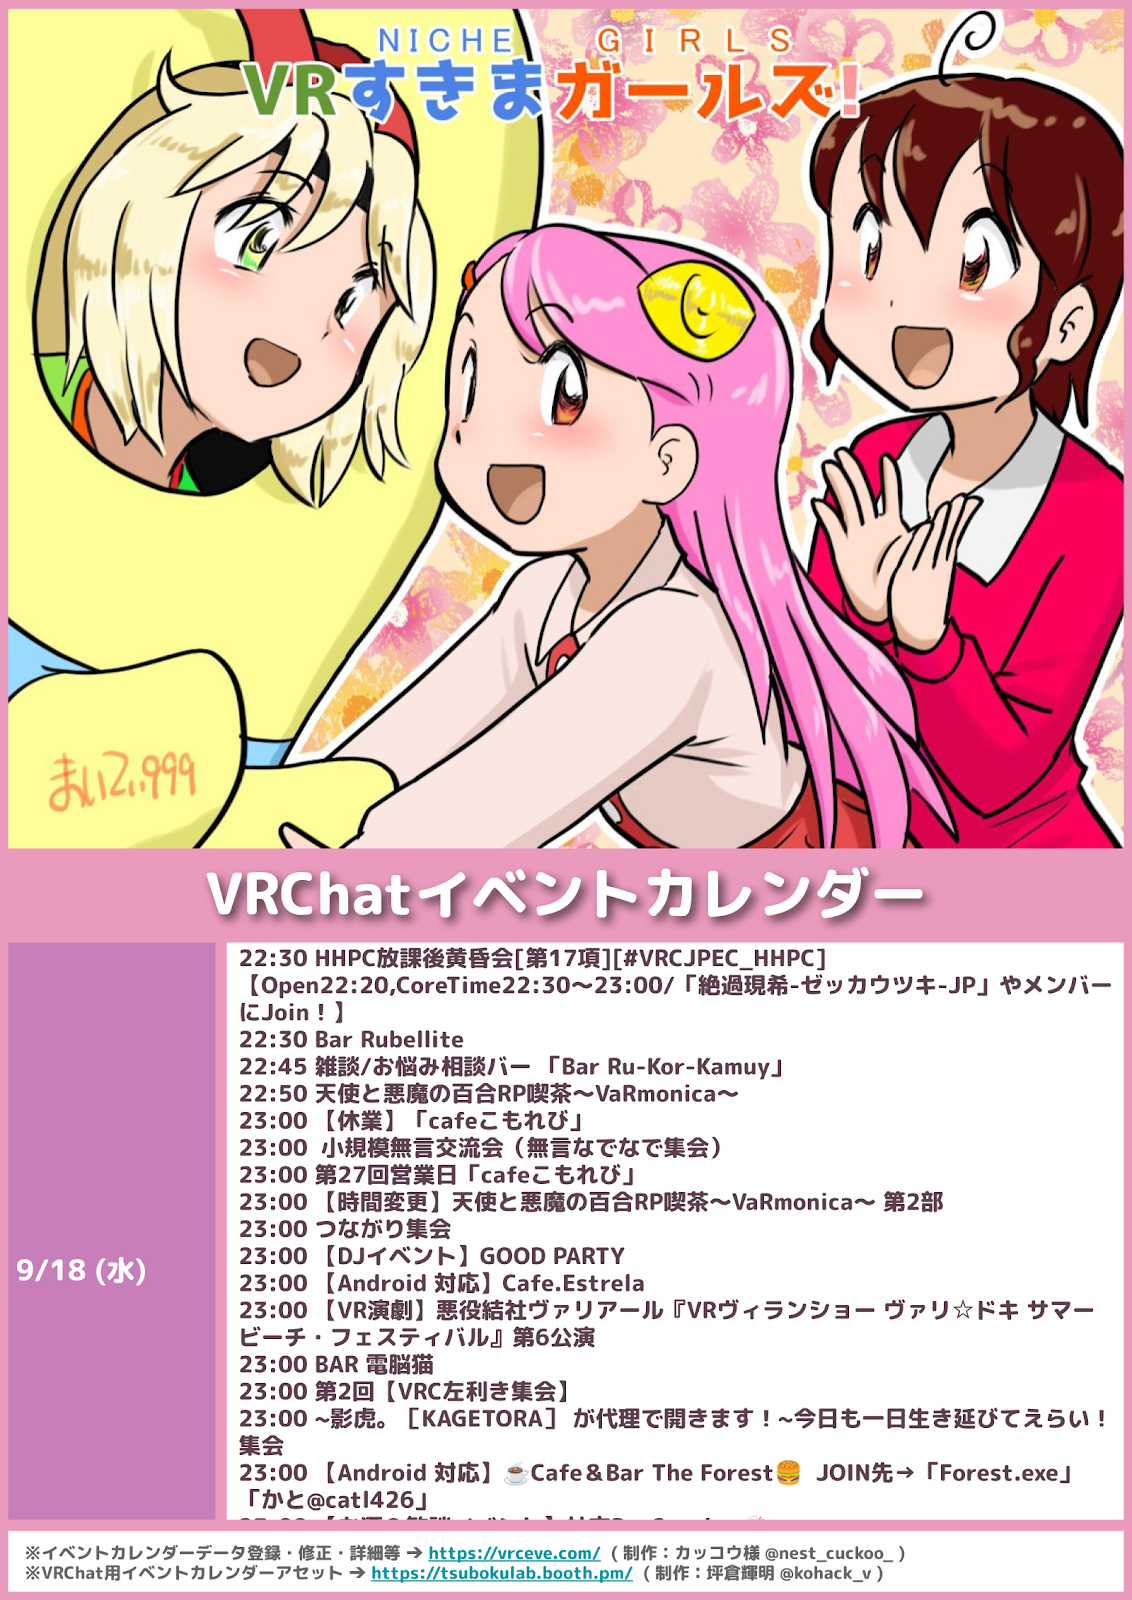 NICHE GIRLS
VRすきまガールズ!
まいてぃ999
VRChatイベントカレンダー
9/18 (水)
22:30 HHPC放課後黄昏会[第17項][#VRCJPEC_HHPC]
【Open22:20,CoreTime22:30〜23:00/「絶過現希-ゼッカウツキ-JP」やメンバー
にJoin！】
22:30 Bar Rubellite
22:45 雑談/お悩み相談バー 「Bar Ru-Kor-Kamuy」
22:50 天使と悪魔の百合RP喫茶〜VaRmonica〜
23:00 【休業】「cafeこもれび」
23:00 小規模無言交流会（無言なでなで集会）
23:00 第27回営業日「cafeこもれび」
23:00 【時間変更】天使と悪魔の百合RP喫茶〜VaRmonica〜 第2部
23:00 つながり集会
23:00 【DJイベント】GOOD PARTY
23:00 【Android 対応】Cafe.Estrela
23:00 【VR演劇】悪役結社ヴァリアール『VRヴィランショー ヴァリ☆ドキ サマー
ビーチ・フェスティバル』第6公演
23:00 BAR 電脳猫
23:00 第2回【VRC左利き集会】
23:00 ~影虎。［KAGETORA］ が代理で開きます！~今日も一日生き延びてえらい！
集会
23:00 【Android 対応】☕Cafe＆Bar The Forest🍔 JOIN先→「Forest.exe」
「かと@catl426」
※イベントカレンダーデータ登録・修正・詳細等 ➔ https://vrceve.com/ ( 制作：カッコウ様 @nest_cuckoo_ )
※VRChat用イベントカレンダーアセット ➔ https://tsubokulab.booth.pm/ ( 制作：坪倉輝明 @kohack_v )